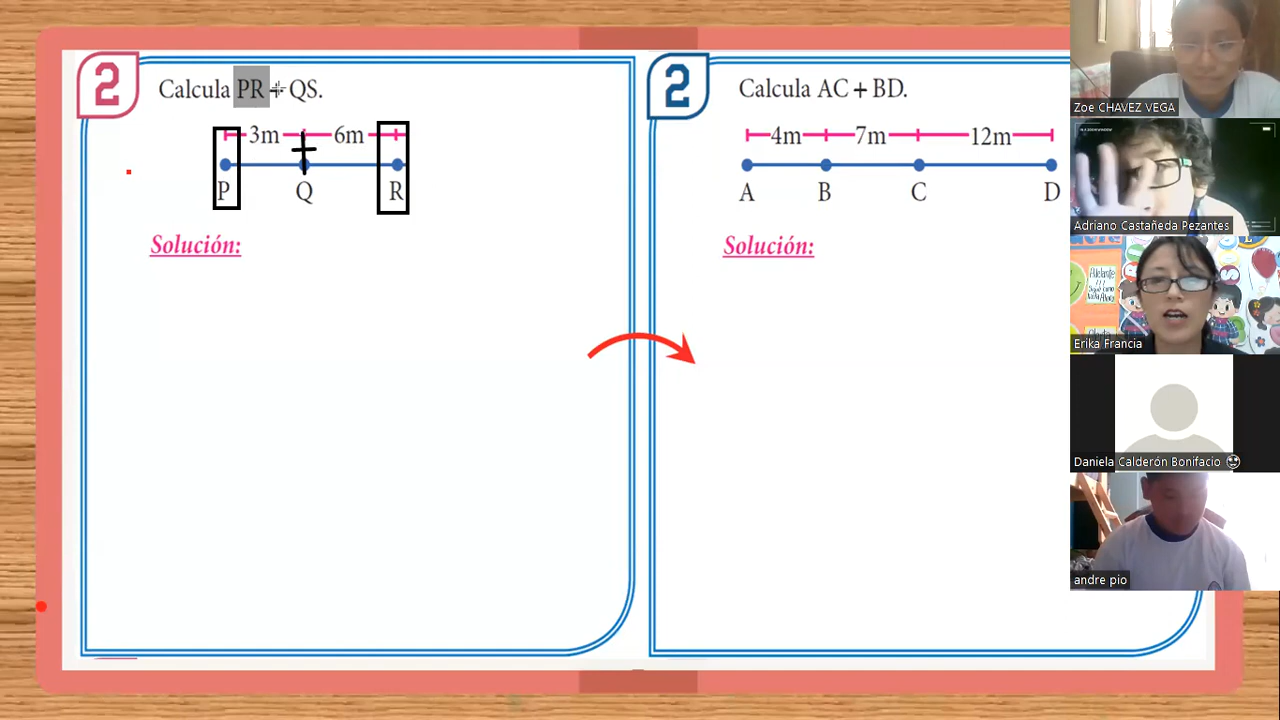 2
Calcula PR + QS.
3m 6m
P Q R
Solución:
2
Calcula AC + BD.
4m 7m 12m
A B C D
Solución:
Zoe CHAVEZ VEGA
Adriano Castañeda Pezantes
Adelante
Erika Francia
Daniela Calderón Bonifacio
andre pio